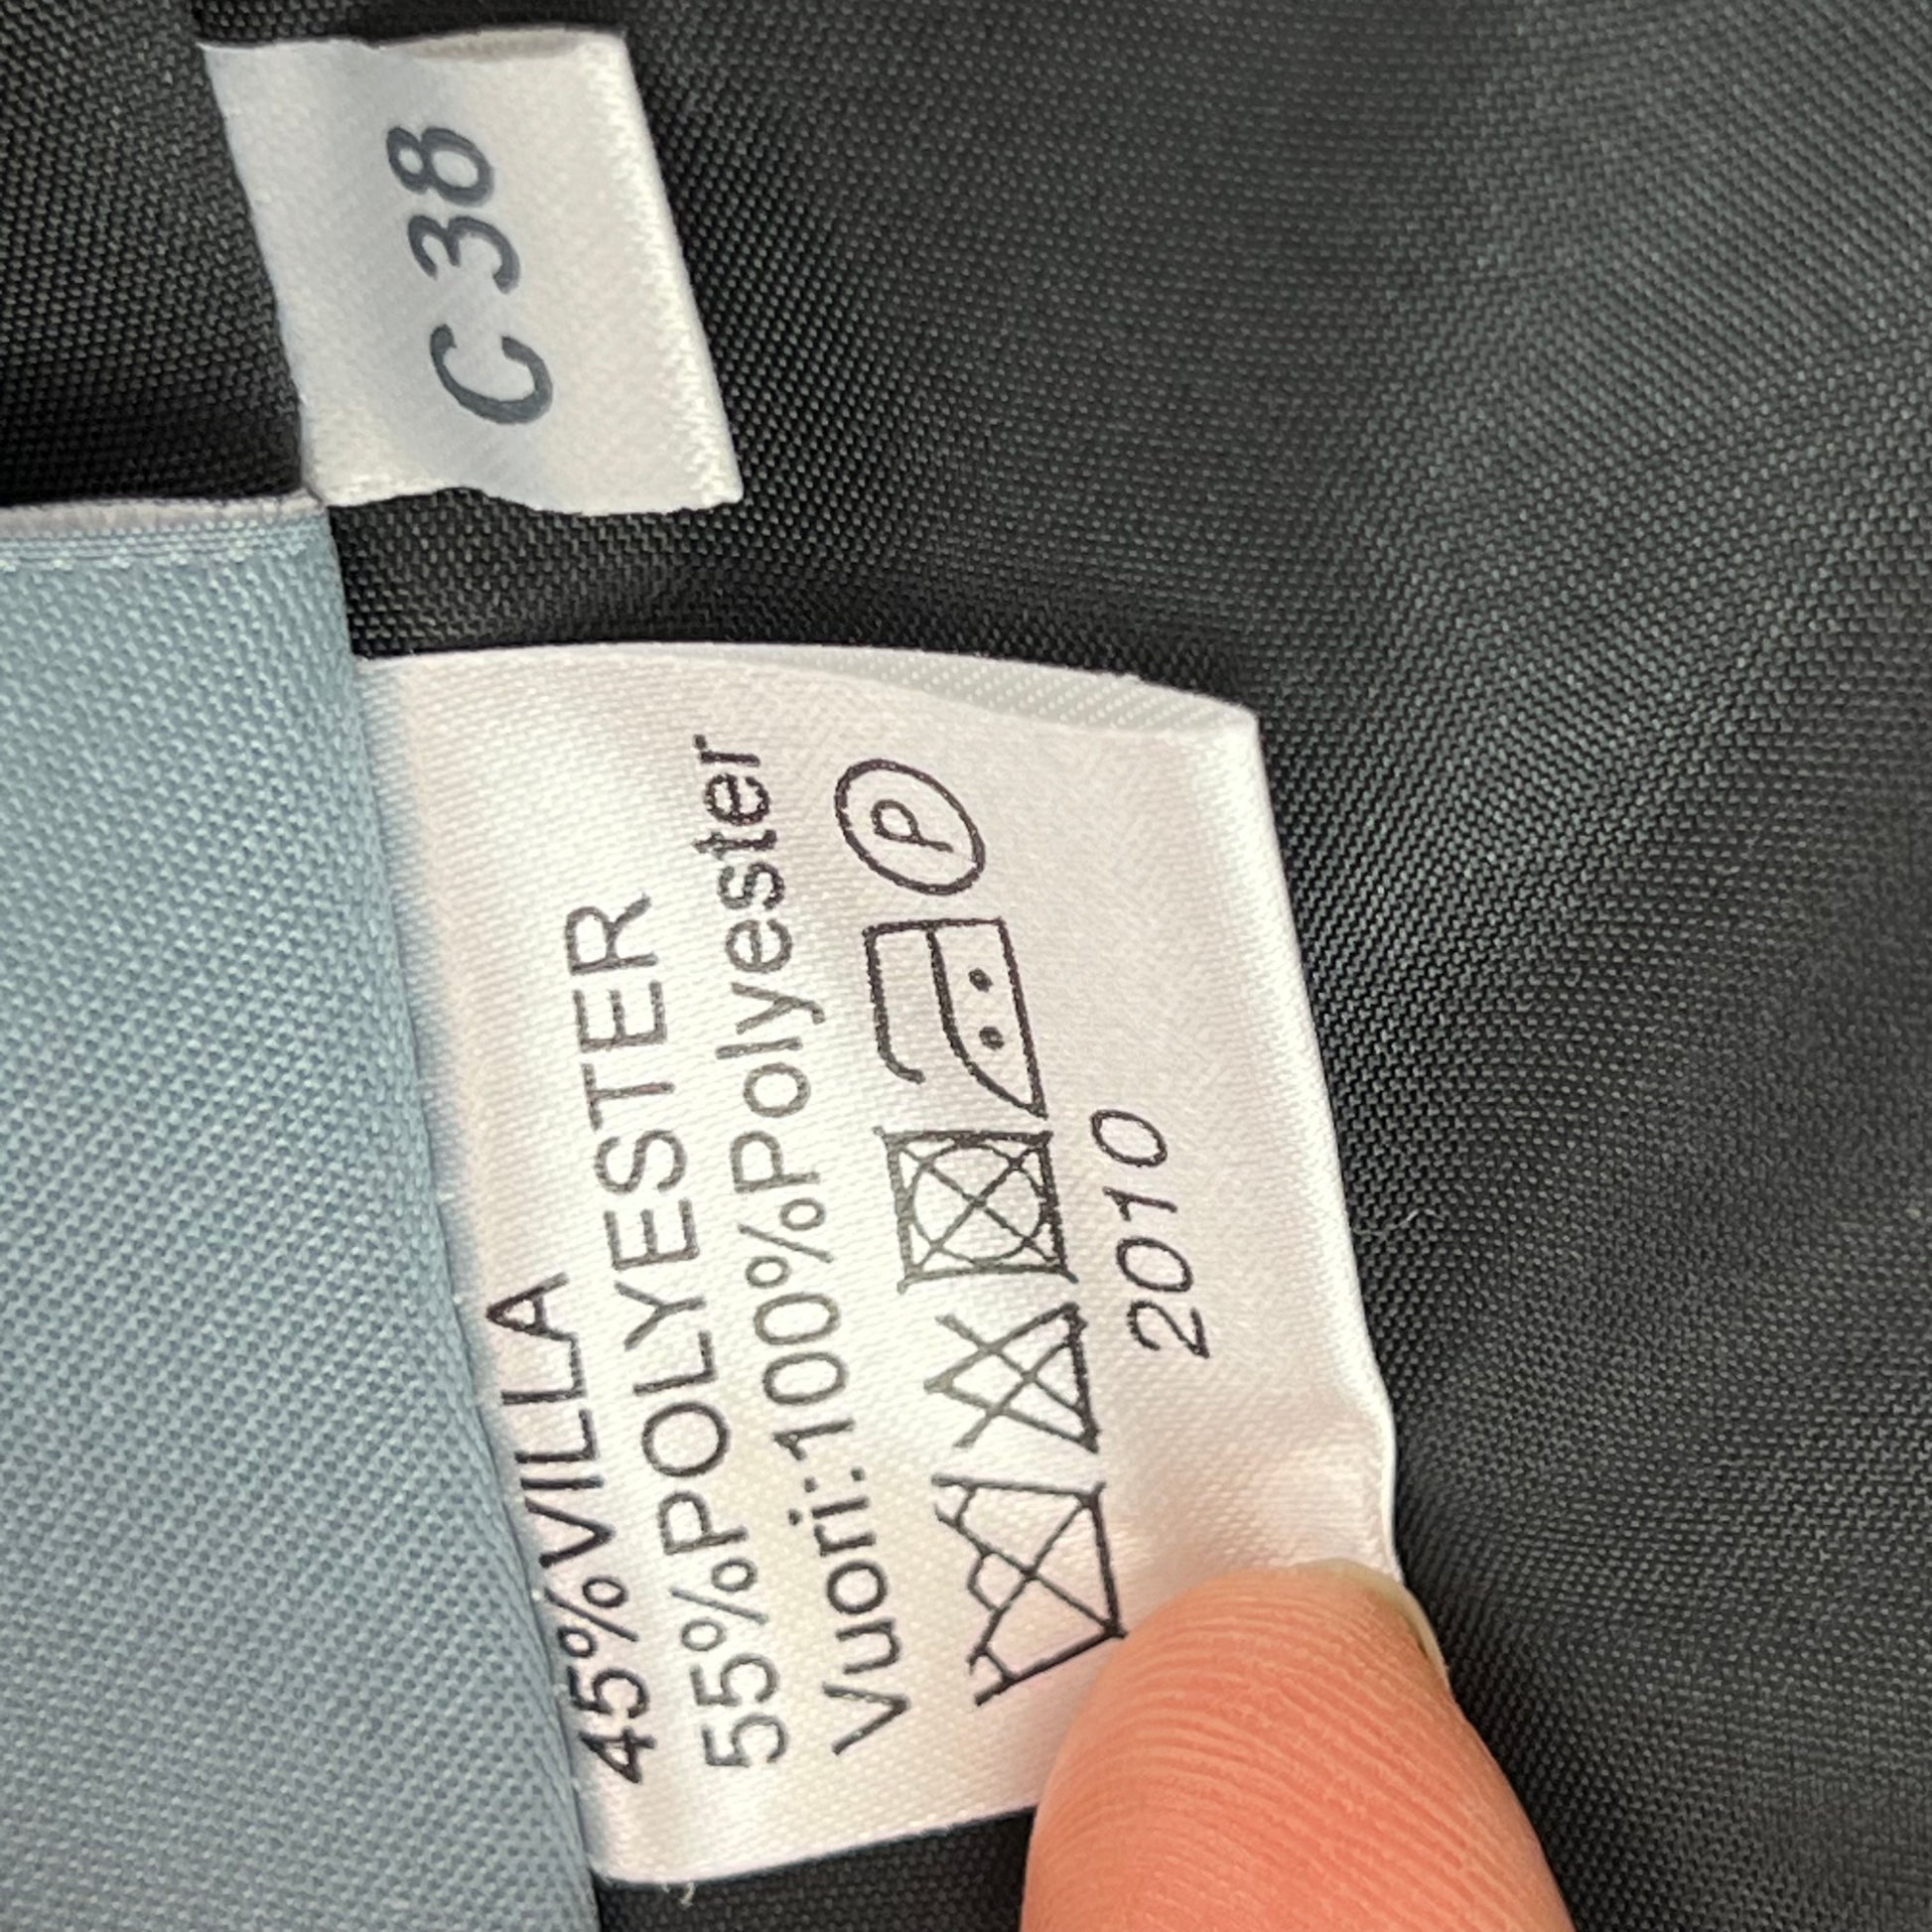 C 38
45%VILLA
55%POLYESTER
Vuori:100%Polyester
P
2010